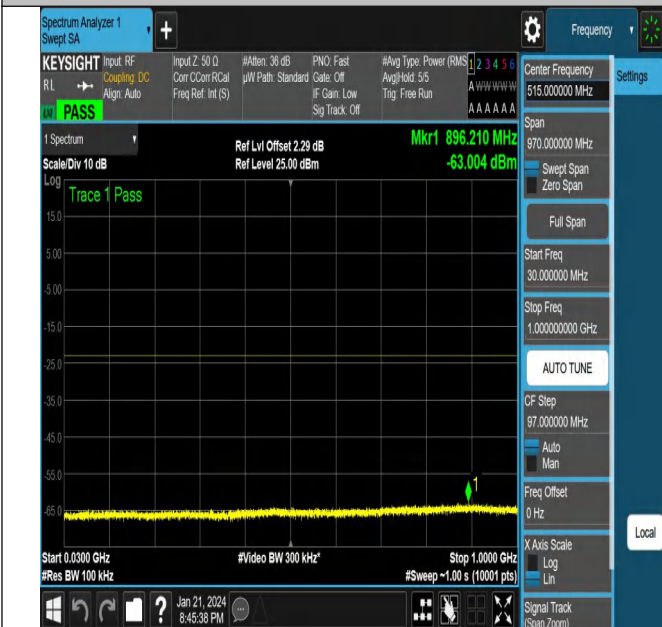 Spectrum Analyzer 1
Swept SA
+
Frequency
KEYSIGHT
RL
PASS
Input: RF
Coupling: DC
Align: Auto
Input Z: 50 Ω
Corr CCorr RCal
Freq Ref: Int (S)
#Atten: 36 dB
µW Path: Standard
PNO: Fast
Gate: Off
IF Gain: Low
Sig Track: Off
#Avg Type: Power (RMS
Avg|Hold: 5/5
Trig: Free Run
1 2 3 4 5 6
A W W W W W
A A A A A A
1 Spectrum
Scale/Div 10 dB
Ref Lvl Offset 2.29 dB
Ref Level 25.00 dBm
Mkr1 896.210 MHz
-63.004 dBm
Log
Trace 1 Pass
15.0
5.00
-5.00
-15.0
-25.0
-35.0
-45.0
-55.0
-65.0
1
Start 0.0300 GHz
#Res BW 100 kHz
#Video BW 300 kHz*
Stop 1.0000 GHz
#Sweep ~1.00 s (10001 pts)
?
Jan 21, 2024
8:45:38 PM
Center Frequency
515.000000 MHz
Span
970.000000 MHz
Swept Span
Zero Span
Full Span
Start Freq
30.000000 MHz
Stop Freq
1.000000000 GHz
AUTO TUNE
CF Step
97.000000 MHz
Auto
Man
Freq Offset
0 Hz
X Axis Scale
Log
Lin
Signal Track
(Span Zoom)
Settings
Local